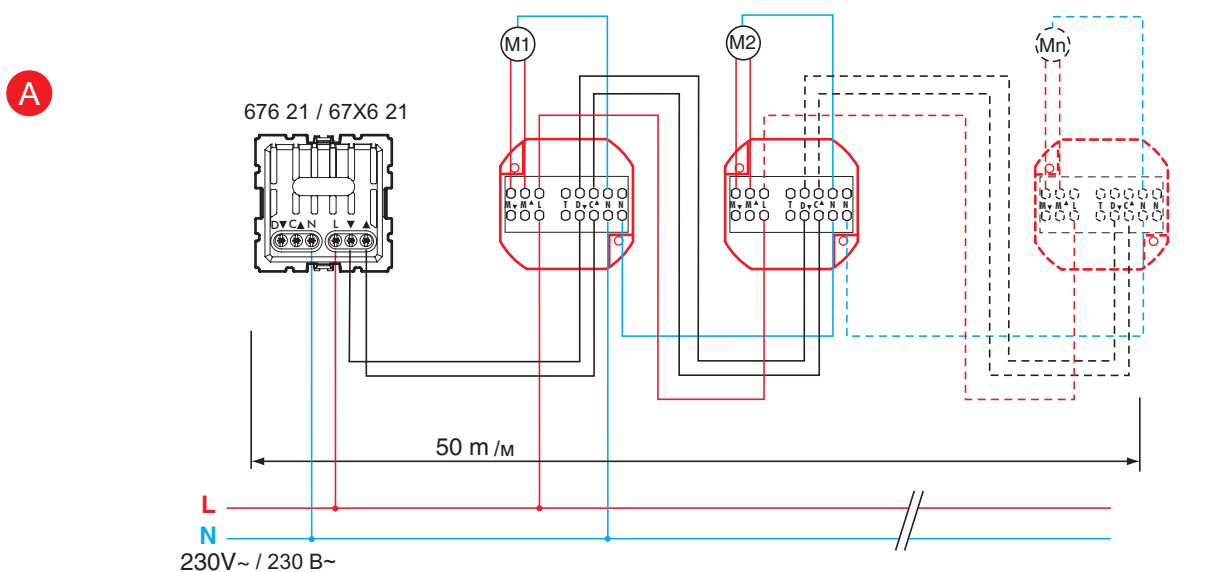 A
M1 M2 Mn
676 21 / 67X6 21
M▼ M▲ L T D▼ C▲ N N
M▼ M▲ L T D▼ C▲ N N
M▼ M▲ L T D▼ C▲ N N
D▼ C▲ N L ▼ ▲
50 m /м
L
N
230V~ / 230 В~